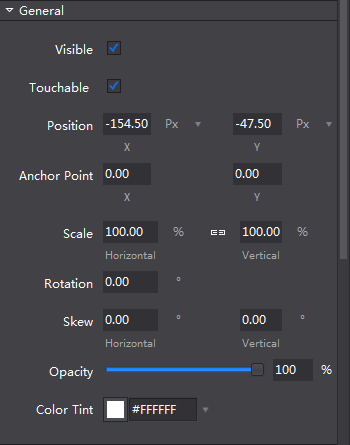 General
Visible
Touchable
Position -154.50 Px -47.50 Px
X Y
Anchor Point 0.00 0.00
X Y
Scale 100.00 % 100.00 %
Horizontal Vertical
Rotation 0.00 °
Skew 0.00 ° 0.00 °
Horizontal Vertical
Opacity 100 %
Color Tint #FFFFFF